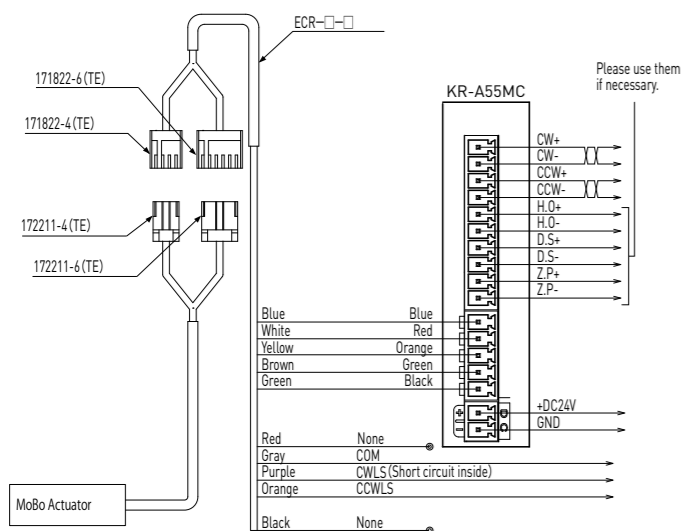 ECR-□-□
Please use them
if necessary.
171822-6(TE)
KR-A55MC
171822-4(TE)
CW+
CW-
CCW+
CCW-
H.O+
H.O-
D.S+
D.S-
Z.P+
Z.P-
172211-4(TE)
172211-6(TE)
Blue Blue
White Red
Yellow Orange
Brown Green
Green Black
+ +DC24V
- GND
Red None
Gray COM
Purple CWLS(Short circuit inside)
Orange CCWLS
MoBo Actuator
Black None